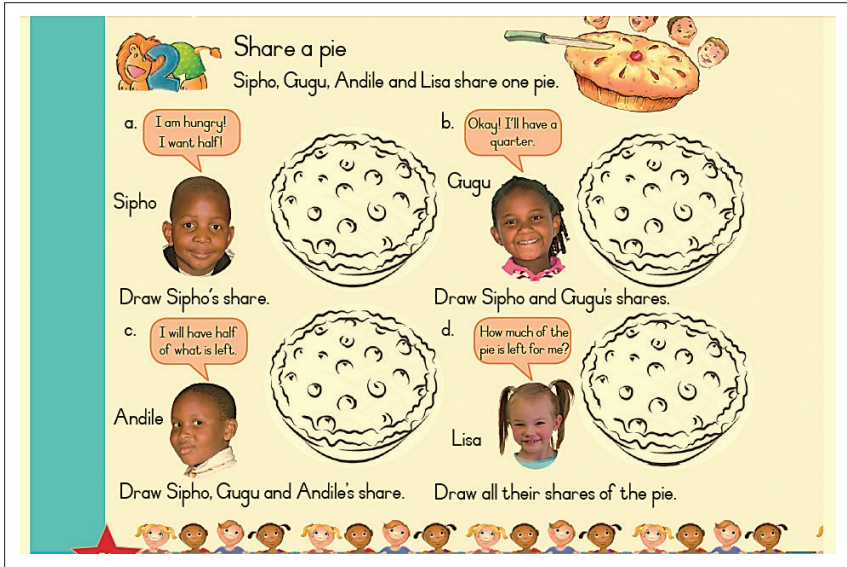 2
Share a pie
Sipho, Gugu, Andile and Lisa share one pie.
a.
I am hungry!
I want half!
Sipho
Draw Sipho's share.
b.
Okay! I'll have a
quarter.
Gugu
Draw Sipho and Gugu's shares.
c.
I will have half
of what is left.
Andile
Draw Sipho, Gugu and Andile's share.
d.
How much of the
pie is left for me?
Lisa
Draw all their shares of the pie.